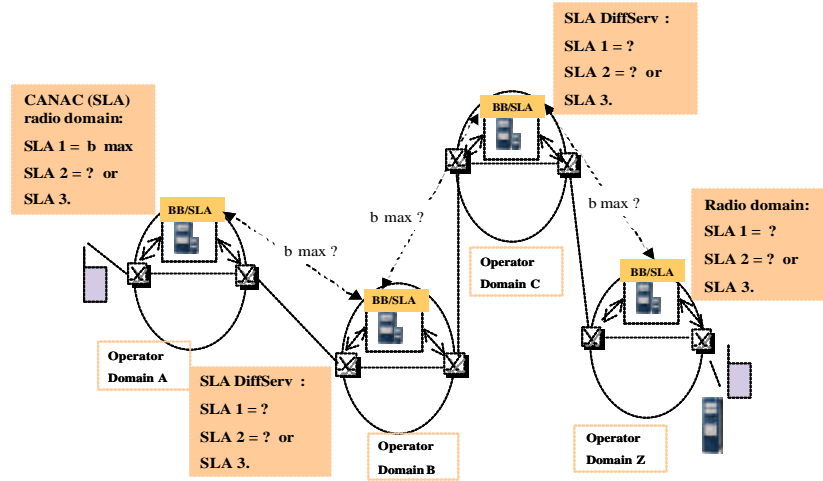 SLA DiffServ :
SLA 1 = ?
SLA 2 = ? or
SLA 3.
CANAC (SLA)
radio domain:
SLA 1 = b max
SLA 2 = ? or
SLA 3.
BB/SLA
BB/SLA
b max ?
b max ?
b max ?
Radio domain:
SLA 1 = ?
SLA 2 = ? or
SLA 3.
Operator
Domain C
BB/SLA
BB/SLA
Operator
Domain A
SLA DiffServ :
SLA 1 = ?
SLA 2 = ? or
SLA 3.
Operator
Domain B
Operator
Domain Z